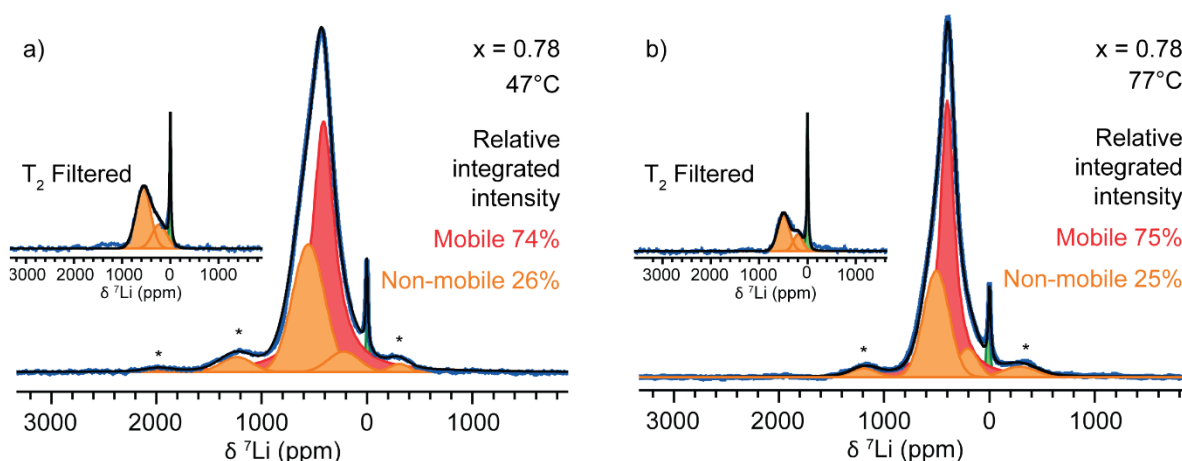 a)
x = 0.78
47°C
Relative
integrated
intensity
Mobile 74%
Non-mobile 26%
T2 Filtered
3000 2000 1000 0 1000
δ 7Li (ppm)
* * *
3000 2000 1000 0 1000
δ 7Li (ppm)
b)
x = 0.78
77°C
Relative
integrated
intensity
Mobile 75%
Non-mobile 25%
T2 Filtered
3000 2000 1000 0 1000
δ 7Li (ppm)
* *
3000 2000 1000 0 1000
δ 7Li (ppm)